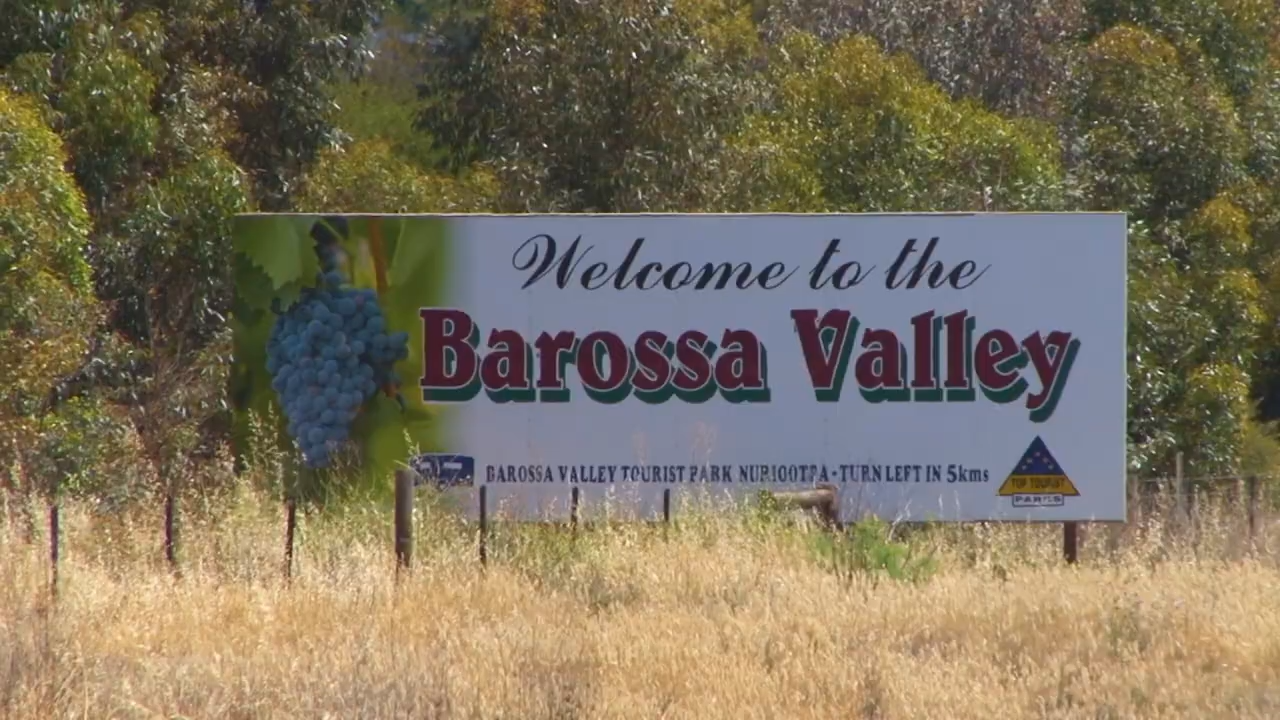 Welcome to the
Barossa Valley
BAROSSA VALLEY TOURIST PARK NURIOOTPA - TURN LEFT IN 5kms
TOP TOURIST
PARKS